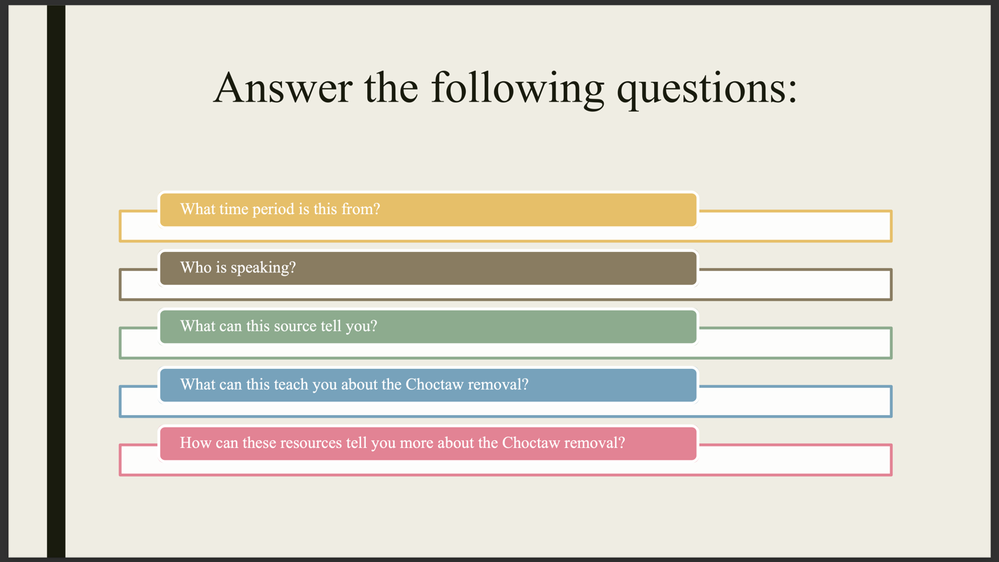 Answer the following questions:
What time period is this from?
Who is speaking?
What can this source tell you?
What can this teach you about the Choctaw removal?
How can these resources tell you more about the Choctaw removal?